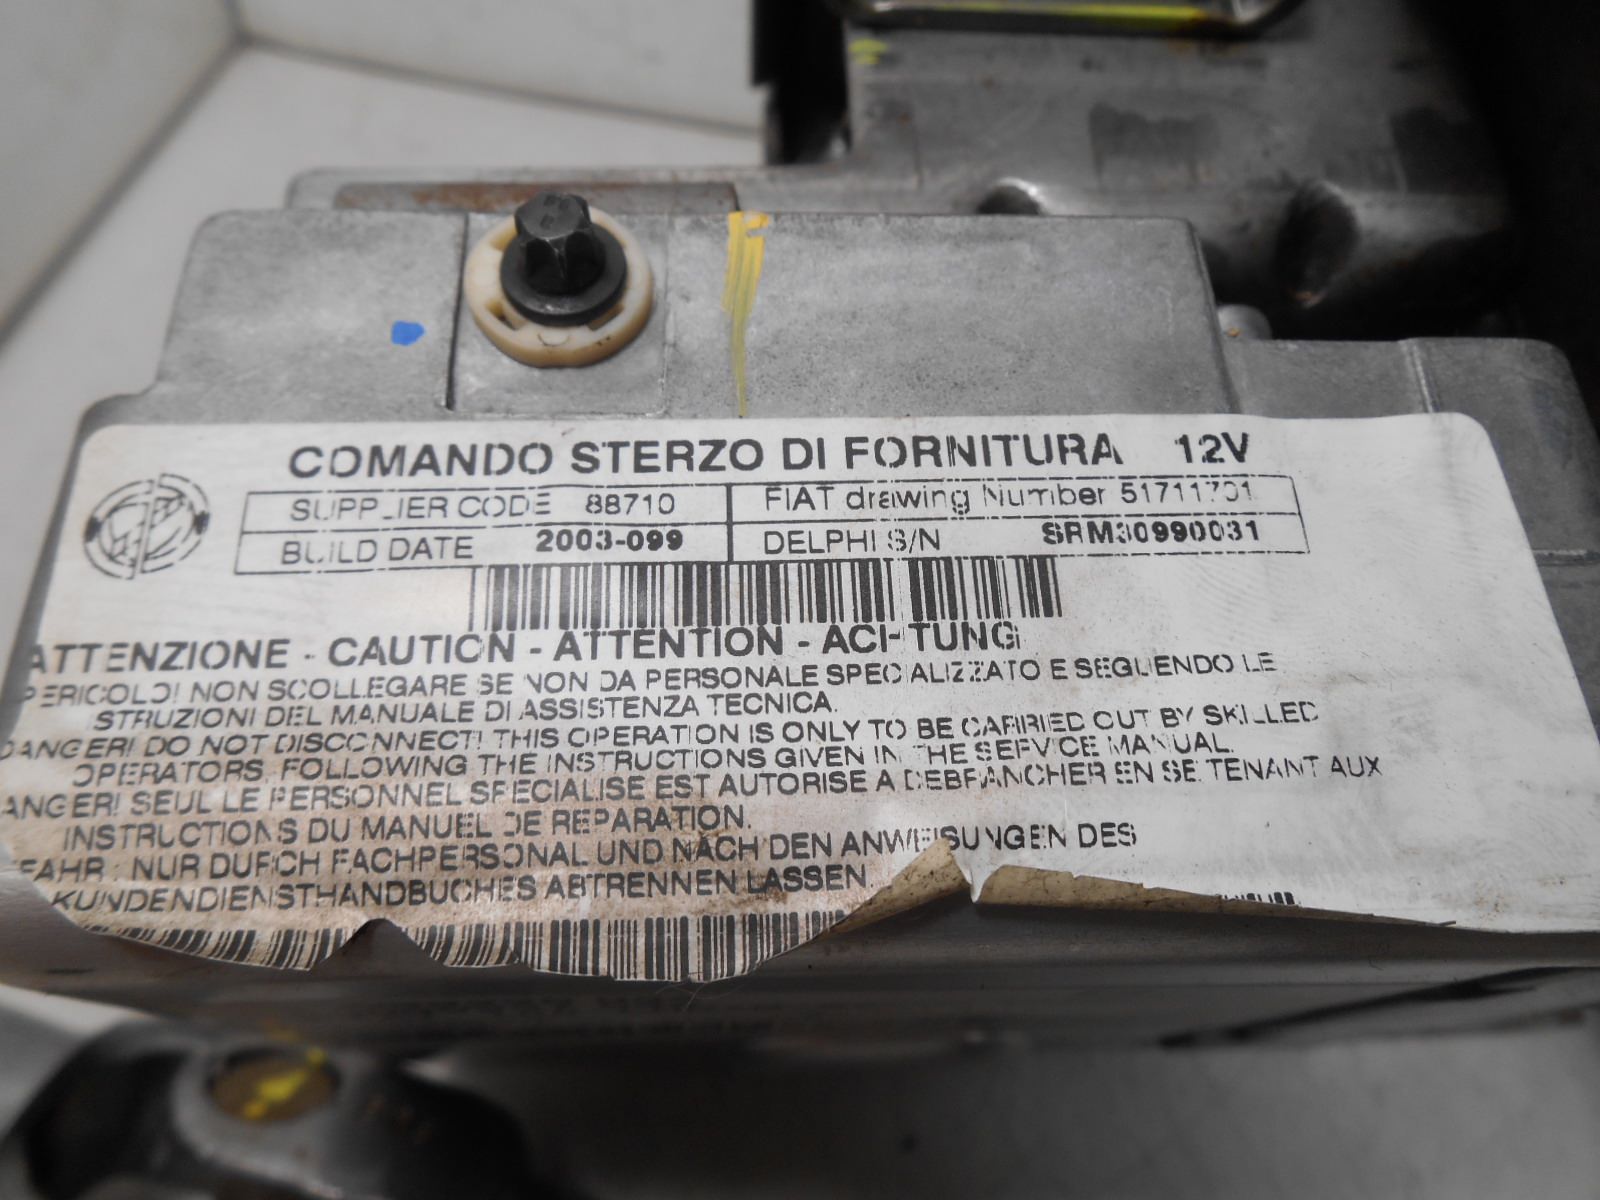 COMANDO STERZO DI FORNITURA 12V
SUPPLIER CODE 88710 FIAT drawing Number 51711701
BUILD DATE 2003-099 DELPHI S/N SRM30990031
ATTENZIONE - CAUTION - ATTENTION - ACHTUNG
PERICOLO! NON SCOLLEGARE SE NON DA PERSONALE SPECIALIZZATO E SEGUENDO LE
STRUZIONI DEL MANUALE DI ASSISTENZA TECNICA.
DANGER! DO NOT DISCONNECT! THIS OPERATION IS ONLY TO BE CARRIED OUT BY SKILLED
OPERATORS, FOLLOWING THE INSTRUCTIONS GIVEN IN THE SERVICE MANUAL.
ANGER! SEUL LE PERSONNEL SPECIALISE EST AUTORISE A DEBRANCHER EN SE TENANT AUX
INSTRUCTIONS DU MANUEL DE REPARATION.
FAHR : NUR DURCH FACHPERSONAL UND NACH DEN ANWEISUNGEN DES
KUNDENDIENSTHANDBUCHES ABTRENNEN LASSEN